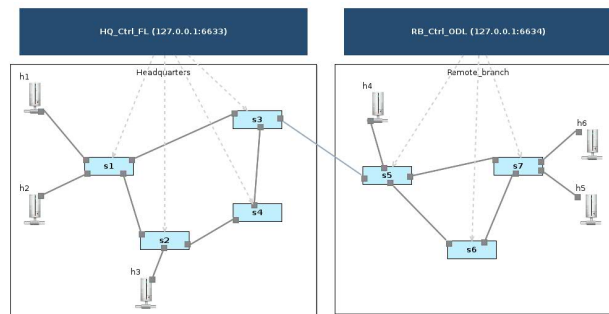 HQ_Ctrl_FL (127.0.0.1:6633)
RB_Ctrl_ODL (127.0.0.1:6634)
Headquarters
Remote_branch
h1
h2
h3
s1
s2
s3
s4
h4
h6
h5
s5
s7
s6